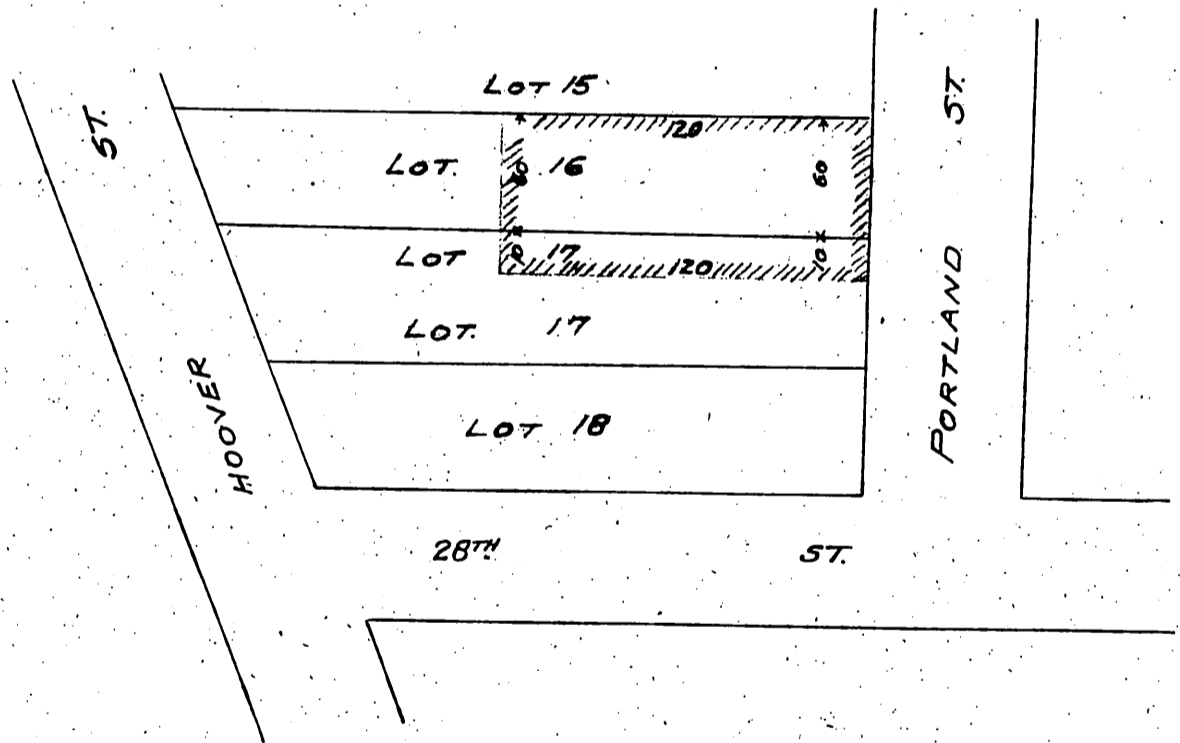 LOT 15
ST.
ST.
120
LOT. 16
60
60
LOT 17
10
10
120
LOT. 17
HOOVER
PORTLAND
LOT 18
28TH ST.